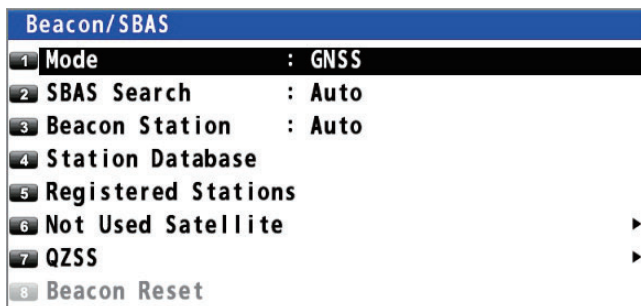 Beacon/SBAS
1 Mode : GNSS
2 SBAS Search : Auto
3 Beacon Station : Auto
4 Station Database
5 Registered Stations
6 Not Used Satellite
7 QZSS
8 Beacon Reset